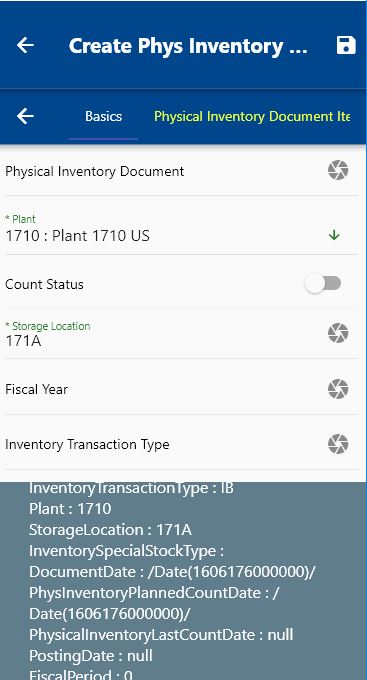 Create Phys Inventory ...
Basics
Physical Inventory Document Ite
Physical Inventory Document
* Plant
1710 : Plant 1710 US
Count Status
* Storage Location
171A
Fiscal Year
Inventory Transaction Type
InventoryTransactionType : IB
Plant : 1710
StorageLocation : 171A
InventorySpecialStockType :
DocumentDate : /Date(1606176000000)/
PhysInventoryPlannedCountDate : /
Date(1606176000000)/
PhysicalInventoryLastCountDate : null
PostingDate : null
FiscalPeriod : 0